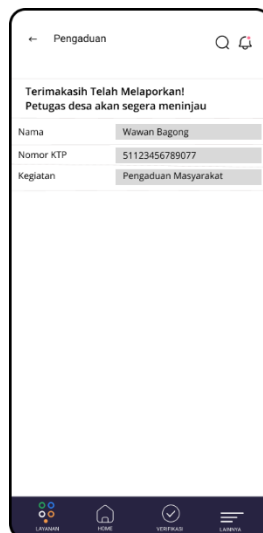 ← Pengaduan
Terimakasih Telah Melaporkan!
Petugas desa akan segera meninjau
Nama Wawan Bagong
Nomor KTP 51123456789077
Kegiatan Pengaduan Masyarakat
LAYANAN HOME VERIFIKASI LAINNYA